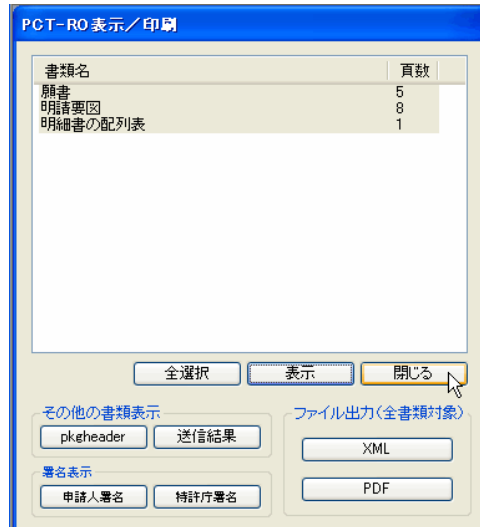 PCT-RO表示／印刷
書類名 頁数
願書 5
明請要図 8
明細書の配列表 1
全選択 表示 閉じる
その他の書類表示 ファイル出力(全書類対象)
pkgheader 送信結果 XML
署名表示
申請人署名 特許庁署名 PDF